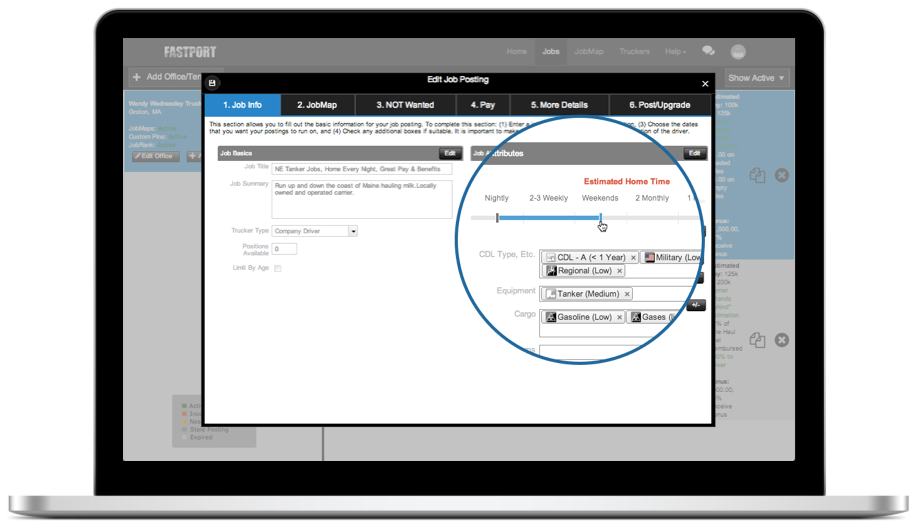 FASTPORT
Home Jobs JobMap Truckers Help
+ Add Office/Ter
Show Active
Edit Job Posting
1. Job Info 2. JobMap 3. NOT Wanted 4. Pay 5. More Details 6. Post/Upgrade
This section allows you to fill out the basic information for your job posting. To complete this section: (1) Enter a
(3) Choose the dates
that you want your postings to run on, and (4) Check any additional boxes if suitable. It is important to
of the driver.
Wendy Wednesday Truck
Groton, MA
JobMaps: Active
Custom Pins: Active
JobRank: Active
Edit Office
Job Basics Edit
Job Title NE Tanker Jobs, Home Every Night, Great Pay & Benefits
Job Summary Run up and down the coast of Maine hauling milk.Locally
owned and operated carrier.
Trucker Type Company Driver
Positions
Available 0
Limit By Age
Job Attributes Edit
Estimated Home Time
Nightly 2-3 Weekly Weekends 2 Monthly
CDL Type, Etc. CDL - A (< 1 Year) × Military (Low
Regional (Low) ×
Equipment Tanker (Medium) ×
+/-
Cargo Gasoline (Low) × Gases
State Posting
Expired